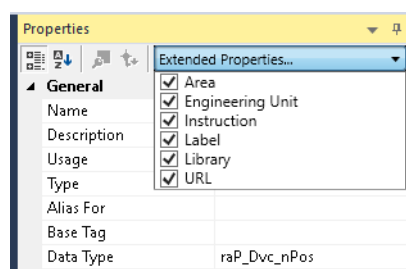 Properties
Extended Properties...
General
Area
Engineering Unit
Instruction
Label
Library
URL
Name
Description
Usage
Type
Alias For
Base Tag
Data Type raP_Dvc_nPos